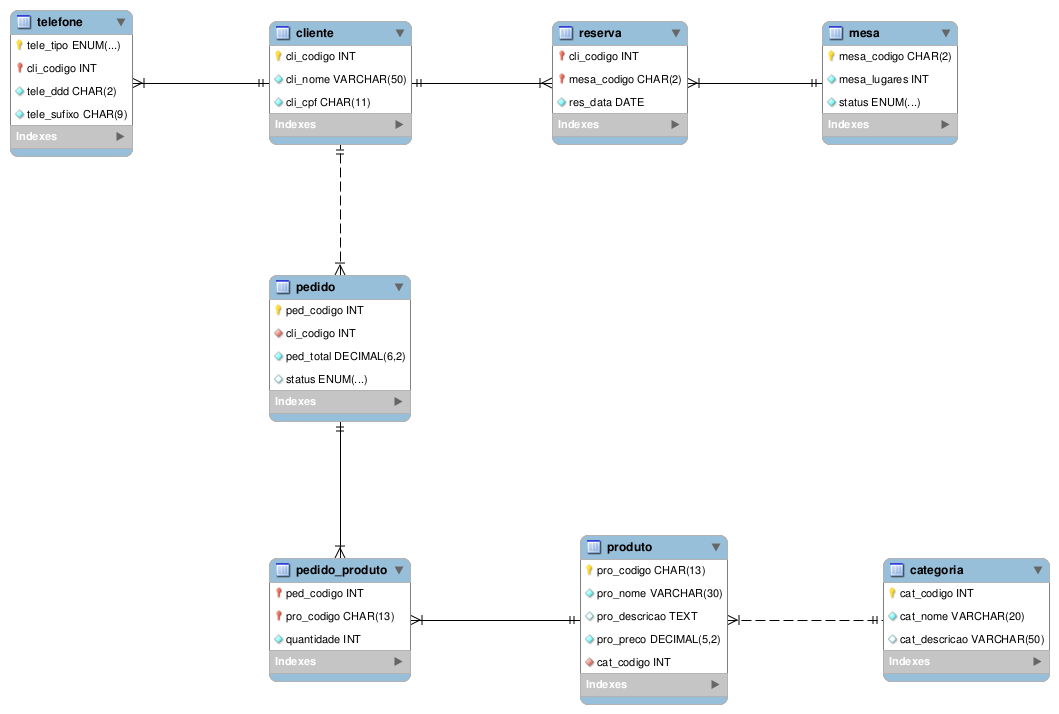 telefone
tele_tipo ENUM(...)
cli_codigo INT
tele_ddd CHAR(2)
tele_sufixo CHAR(9)
Indexes
cliente
cli_codigo INT
cli_nome VARCHAR(50)
cli_cpf CHAR(11)
Indexes
reserva
cli_codigo INT
mesa_codigo CHAR(2)
res_data DATE
Indexes
mesa
mesa_codigo CHAR(2)
mesa_lugares INT
status ENUM(...)
Indexes
pedido
ped_codigo INT
cli_codigo INT
ped_total DECIMAL(6,2)
status ENUM(...)
Indexes
pedido_produto
ped_codigo INT
pro_codigo CHAR(13)
quantidade INT
Indexes
produto
pro_codigo CHAR(13)
pro_nome VARCHAR(30)
pro_descricao TEXT
pro_preco DECIMAL(5,2)
cat_codigo INT
Indexes
categoria
cat_codigo INT
cat_nome VARCHAR(20)
cat_descricao VARCHAR(50)
Indexes